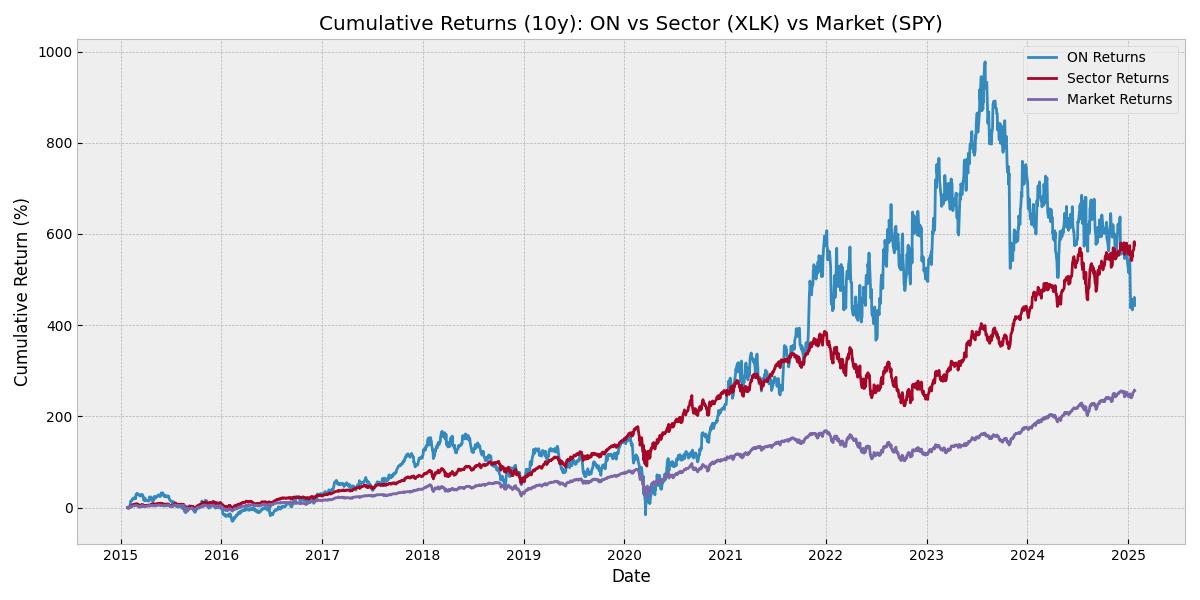 Cumulative Returns (10y): ON vs Sector (XLK) vs Market (SPY)
ON Returns
Sector Returns
Market Returns
Cumulative Return (%)
1000
800
600
400
200
0
2015 2016 2017 2018 2019 2020 2021 2022 2023 2024 2025
Date